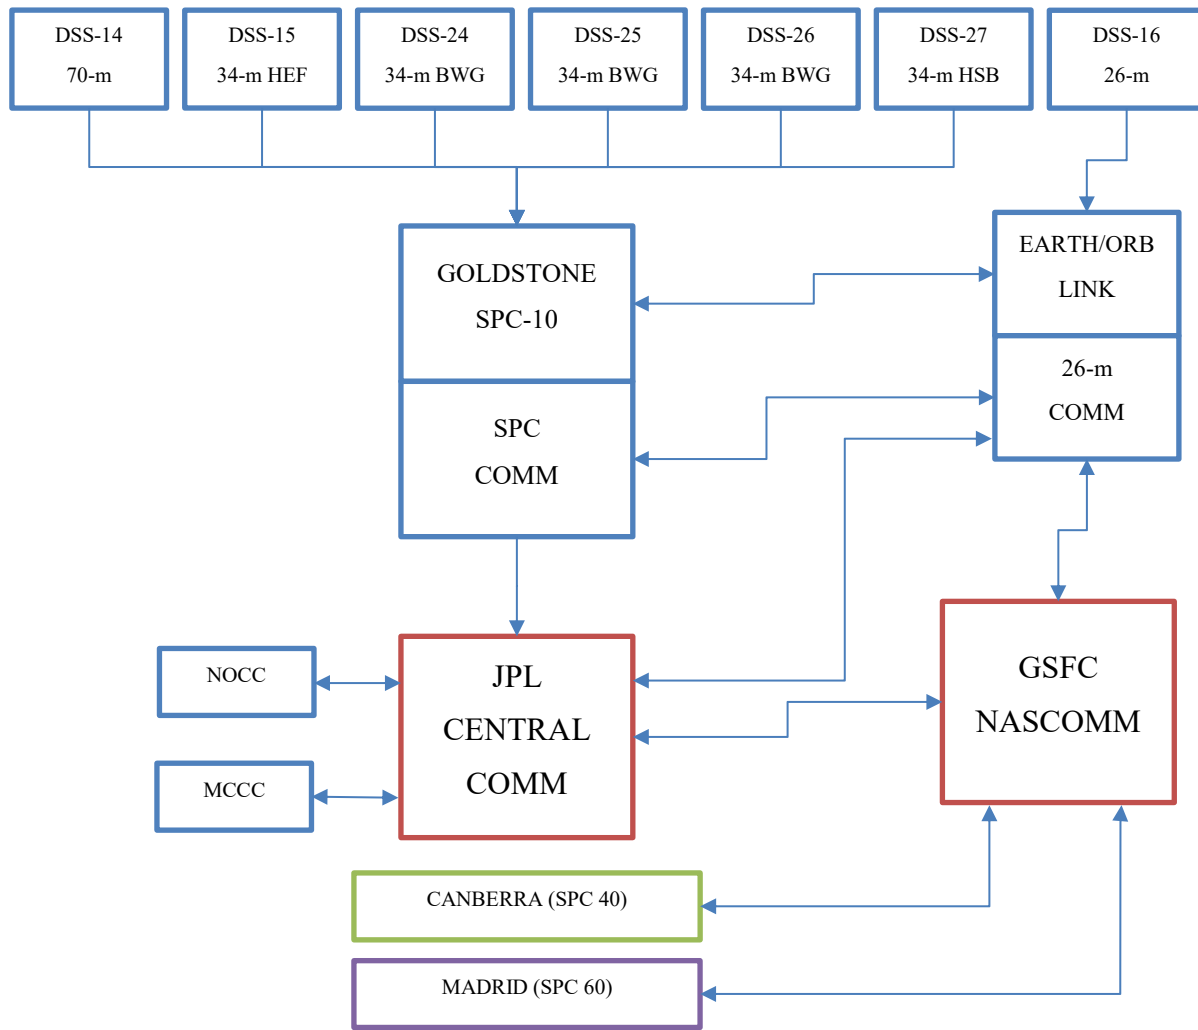 DSS-14
70-m
DSS-15
34-m HEF
DSS-24
34-m BWG
DSS-25
34-m BWG
DSS-26
34-m BWG
DSS-27
34-m HSB
DSS-16
26-m
GOLDSTONE
SPC-10
EARTH/ORB
LINK
SPC
COMM
26-m
COMM
NOCC
MCCC
JPL
CENTRAL
COMM
GSFC
NASCOMM
CANBERRA (SPC 40)
MADRID (SPC 60)